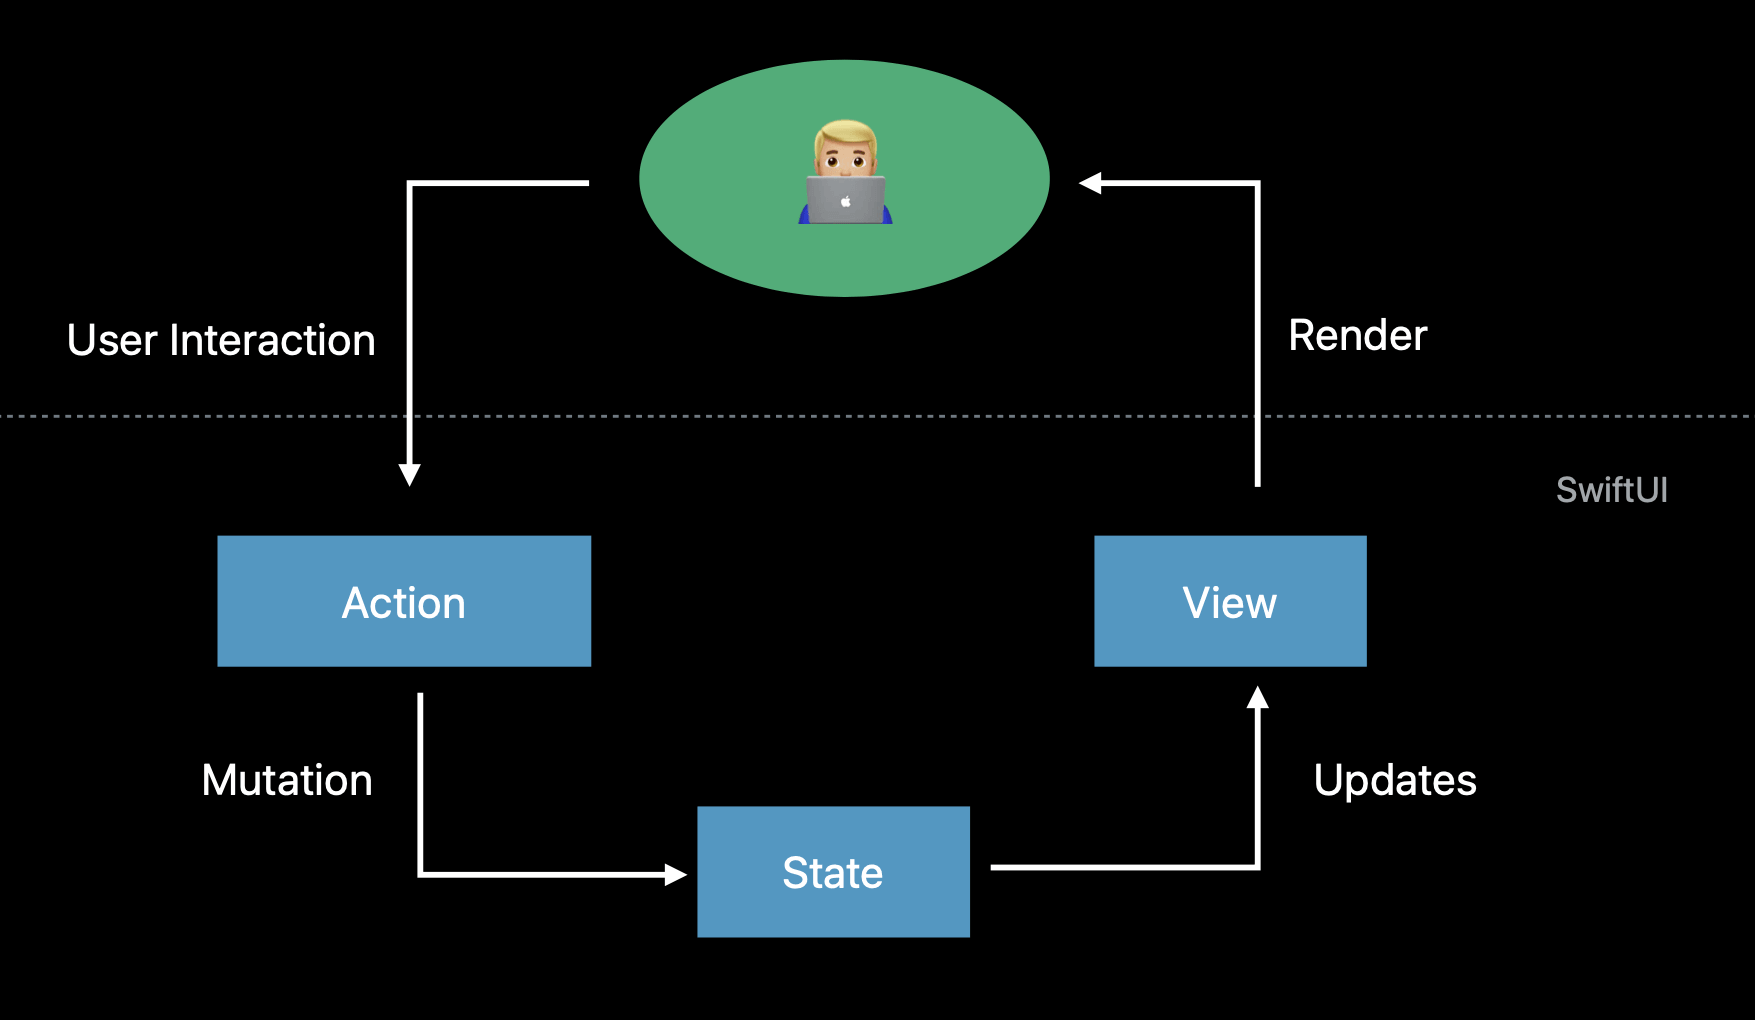 User Interaction
Render
SwiftUI
Action
View
Mutation
Updates
State